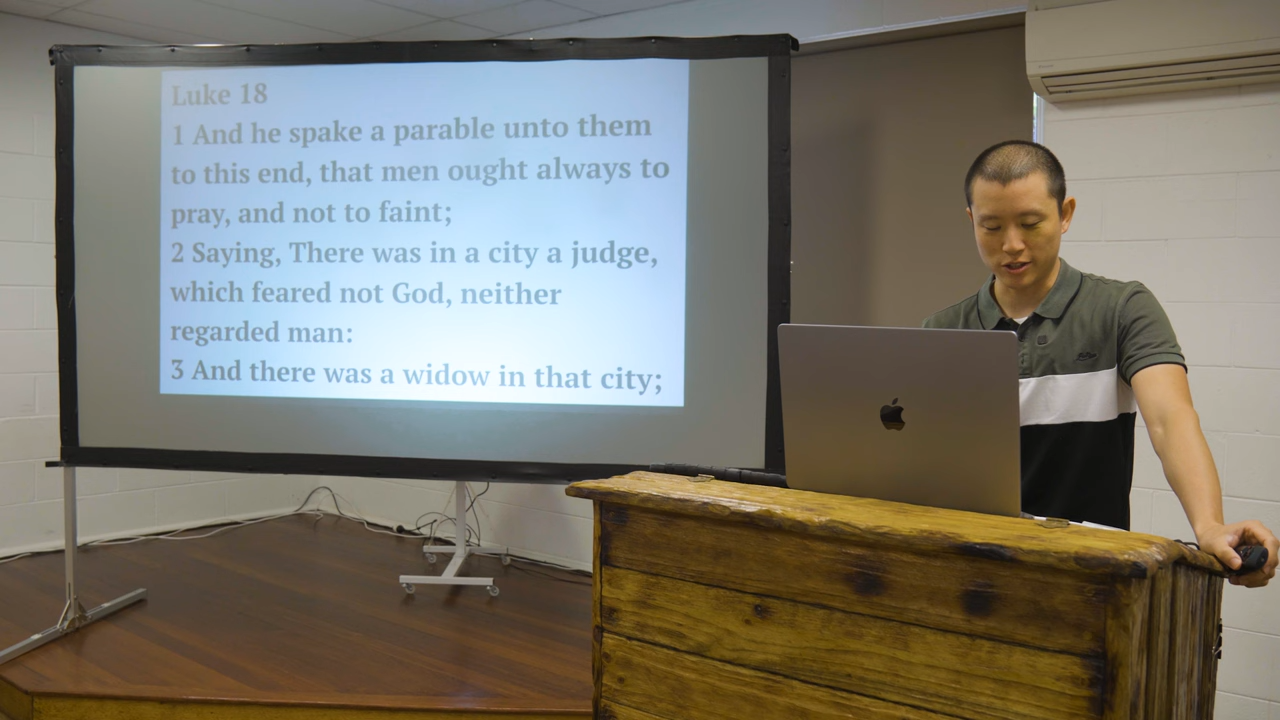 Luke 18
1 And he spake a parable unto them
to this end, that men ought always to
pray, and not to faint;
2 Saying, There was in a city a judge,
which feared not God, neither
regarded man:
3 And there was a widow in that city;